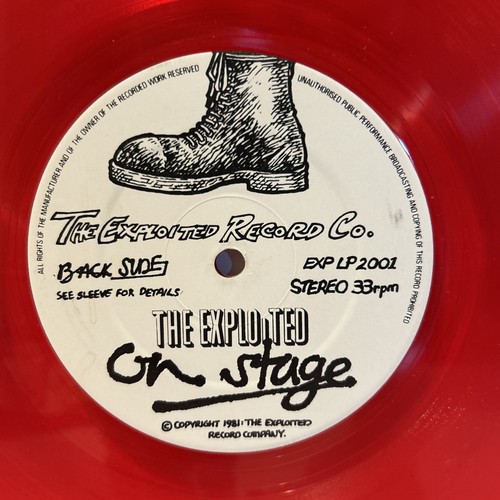 ALL RIGHTS OF THE MANUFACTURER AND OF THE OWNER OF THE RECORDED WORK RESERVED
UNAUTHORISED PUBLIC PERFORMANCE BROADCASTING AND COPYING OF THIS RECORD PROHIBITED
THE EXPLOITED RECORD CO.
BACK SIDE
EXP LP 2001
SEE SLEEVE FOR DETAILS
STEREO 33rpm
THE EXPLOITED
on stage
© COPYRIGHT 1981: THE EXPLOITED
RECORD COMPANY.